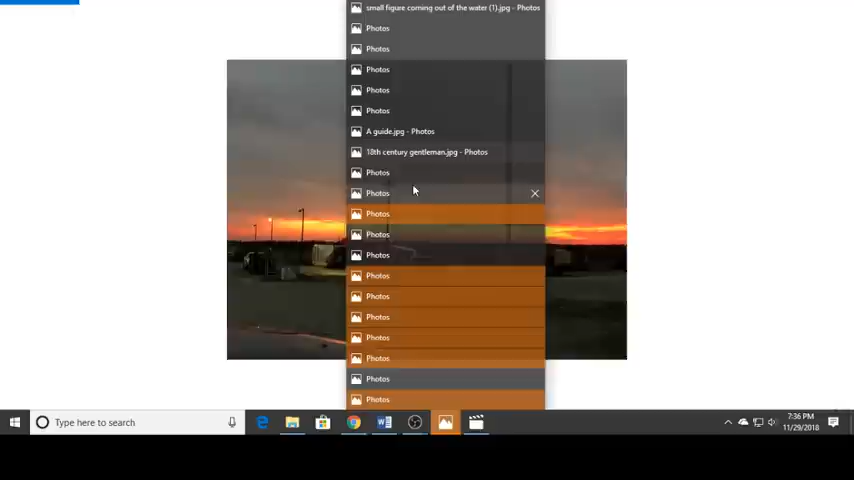 small figure coming out of the water (1).jpg - Photos
Photos
Photos
Photos
Photos
Photos
A guide.jpg - Photos
18th century gentleman.jpg - Photos
Photos
Photos
Photos
Photos
Photos
Photos
Photos
Photos
Photos
Photos
Photos
Photos
Type here to search
7:36 PM
11/29/2018